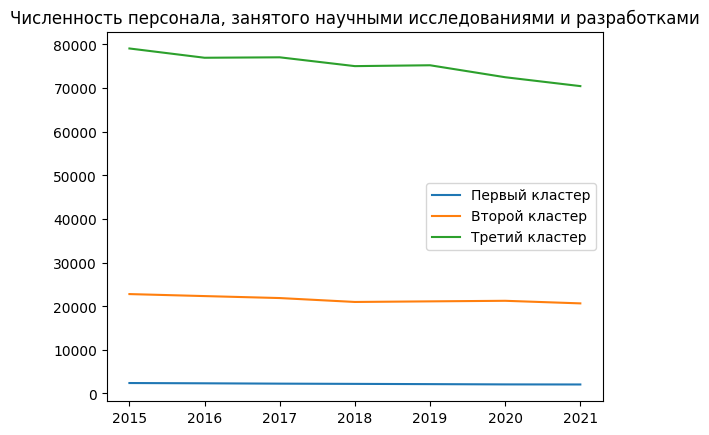 Численность персонала, занятого научными исследованиями и разработками
80000
70000
60000
50000
40000
30000
20000
10000
0
Первый кластер
Второй кластер
Третий кластер
2015 2016 2017 2018 2019 2020 2021